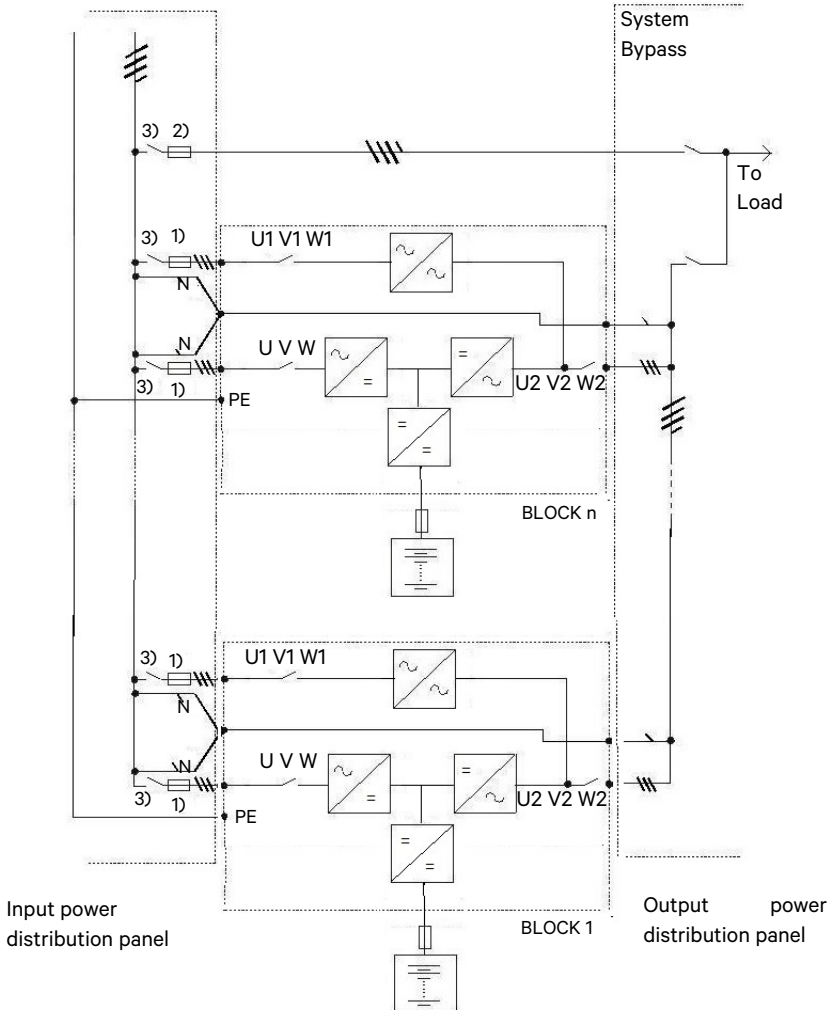 System
Bypass
3) 2)
To
Load
3) 1)
U1 V1 W1
N
N
U V W
U2 V2 W2
3) 1)
PE
BLOCK n
3) 1)
U1 V1 W1
N
N
U V W
U2 V2 W2
3) 1)
PE
Input power
distribution panel
BLOCK 1
Output power
distribution panel